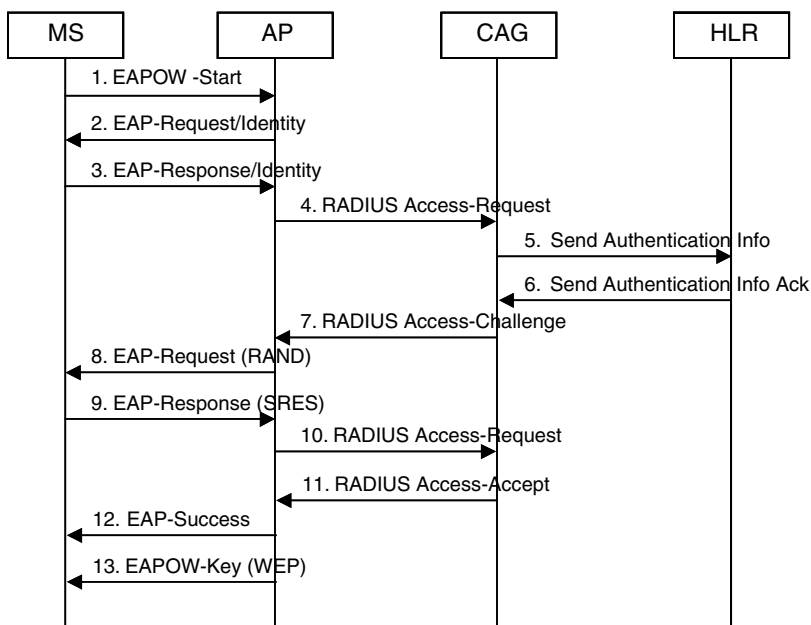 MS AP CAG HLR
1. EAPOW -Start
2. EAP-Request/Identity
3. EAP-Response/Identity
4. RADIUS Access-Request
5. Send Authentication Info
6. Send Authentication Info Ack
7. RADIUS Access-Challenge
8. EAP-Request (RAND)
9. EAP-Response (SRES)
10. RADIUS Access-Request
11. RADIUS Access-Accept
12. EAP-Success
13. EAPOW-Key (WEP)